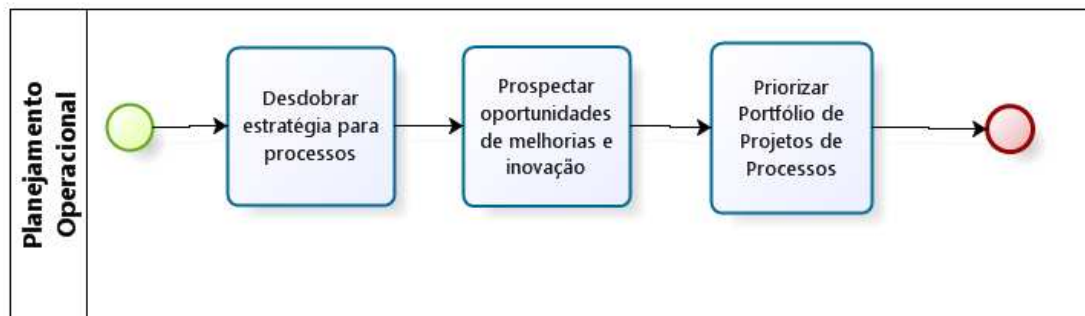 Planejamento
Operacional
Desdobrar
estratégia para
processos
Prospectar
oportunidades
de melhorias e
inovação
Priorizar
Portfólio de
Projetos de
Processos